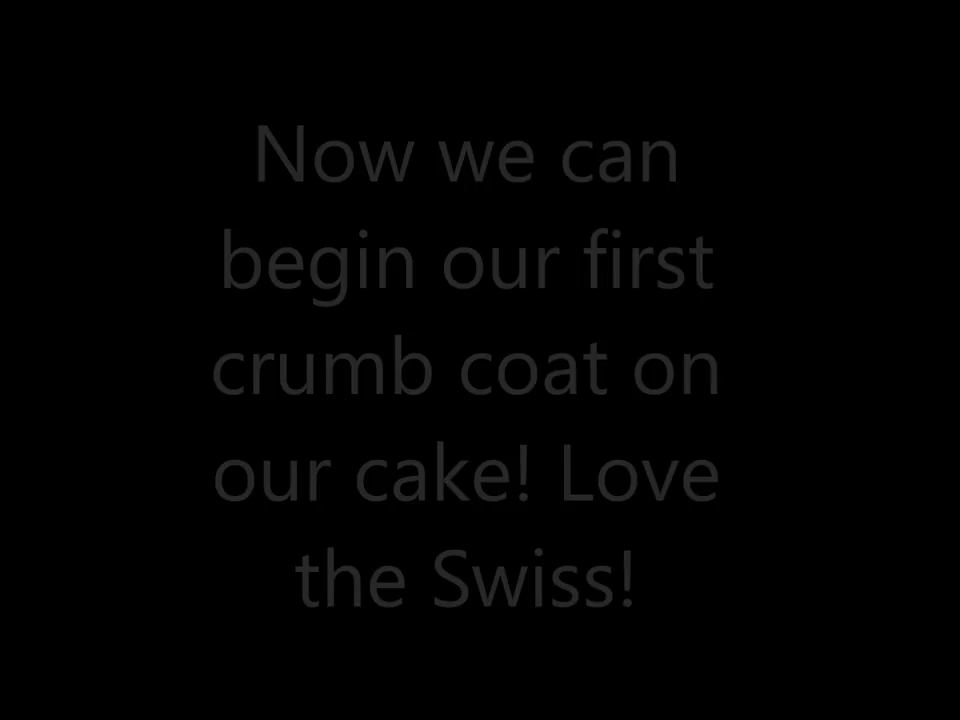 Now we can
begin our first
crumb coat on
our cake! Love
the Swiss!